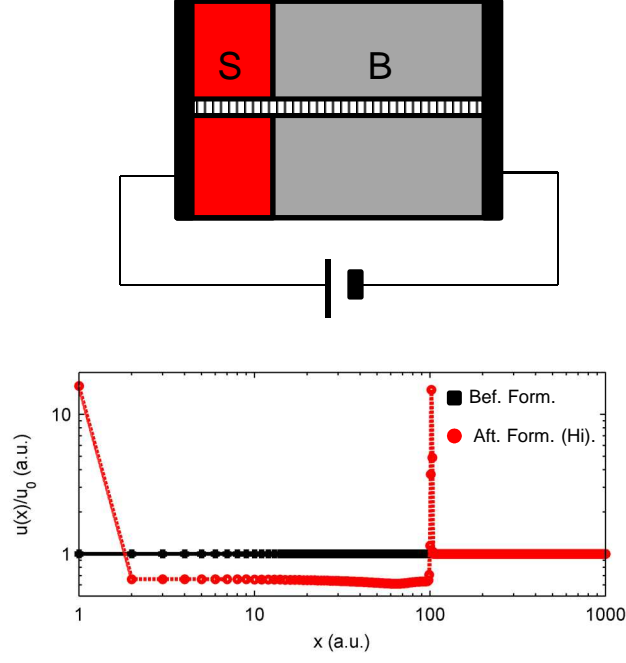 S B
10
Bef. Form.
Aft. Form. (Hi).
u(x)/u₀ (a.u.)
1
1 10 100 1000
x (a.u.)